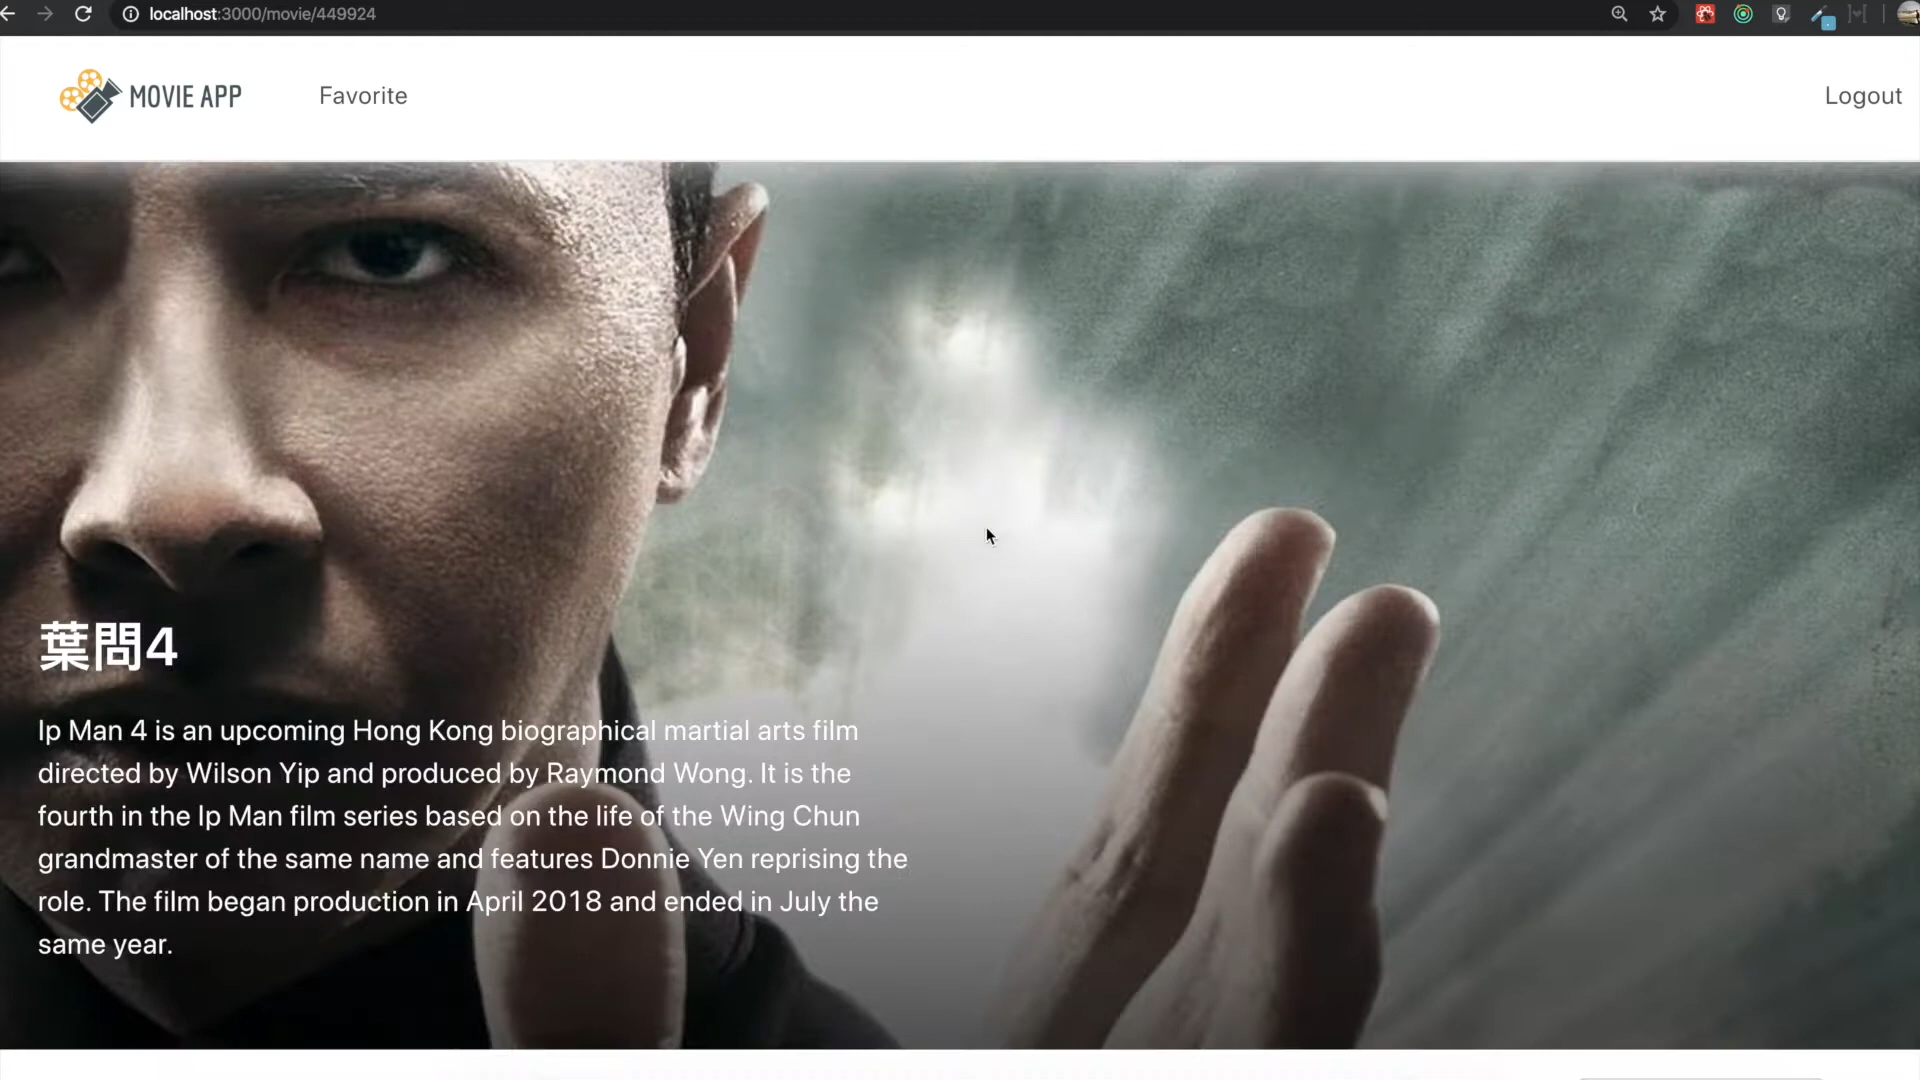 localhost:3000/movie/449924
MOVIE APP
Favorite
Logout
葉問4
Ip Man 4 is an upcoming Hong Kong biographical martial arts film
directed by Wilson Yip and produced by Raymond Wong. It is the
fourth in the Ip Man film series based on the life of the Wing Chun
grandmaster of the same name and features Donnie Yen reprising the
role. The film began production in April 2018 and ended in July the
same year.